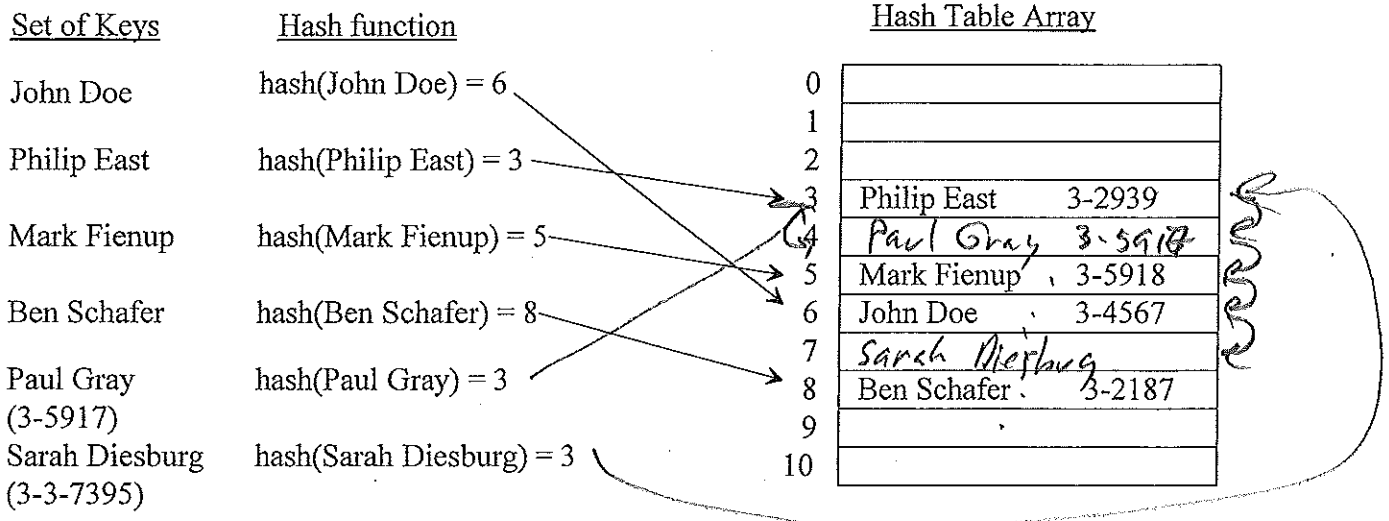 Set of Keys Hash function Hash Table Array
John Doe hash(John Doe) = 6
Philip East hash(Philip East) = 3
Mark Fienup hash(Mark Fienup) = 5
Ben Schafer hash(Ben Schafer) = 8
Paul Gray hash(Paul Gray) = 3
(3-5917)
Sarah Diesburg hash(Sarah Diesburg) = 3
(3-3-7395)
0
1
2
3 Philip East 3-2939
4 Paul Gray 3-5917
5 Mark Fienup 3-5918
6 John Doe 3-4567
7 Sarah Diesburg
8 Ben Schafer 3-2187
9
10